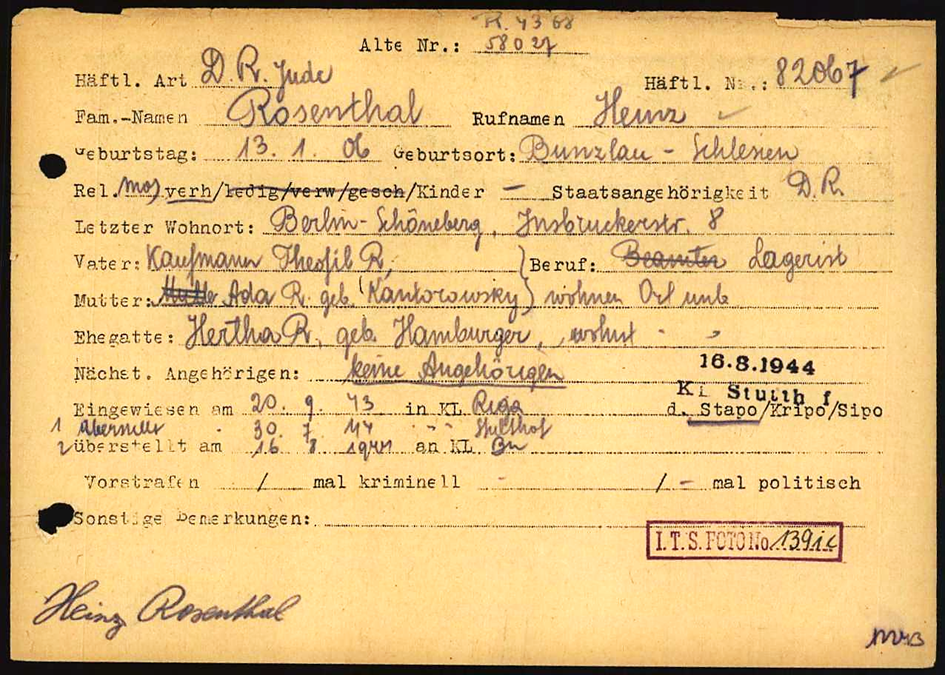 R. 4368
Alte Nr.: 58027
Häftl. Art D.R. Jude Häftl. Nr.: 82067
Fam.-Namen Rosenthal Rufnamen Heinz
Geburtstag: 13. 1. 06 Geburtsort: Bunzlau - Schlesien
Rel. mos, verh/ledig/verw/gesch/Kinder — Staatsangehörigkeit D.R.
Letzter Wohnort: Berlin-Schöneberg, Insbruckerstr. 8
Vater: Kaufmann Theofil R, Beruf: Beamter Lagerist
Mutter: Ada R. geb. Kantorowsky wohnen Ort unb
Ehegatte: Hertha R, geb. Hamburger, wohnt - "
Nächst. Angehörigen: keine Angehörigen
16.8.1944
KL Stutthof
Eingewiesen am 20. 9. 43 in KL Riga d. Stapo/Kripo/Sipo
1 überstellt " 30. 7 44 " " Stutthof
2 überstellt am 16 8 1944 an KL Bu
Vorstrafen / mal kriminell - / - mal politisch
Sonstige Bemerkungen:
I.T.S. FOTO No
Heinz Rosenthal